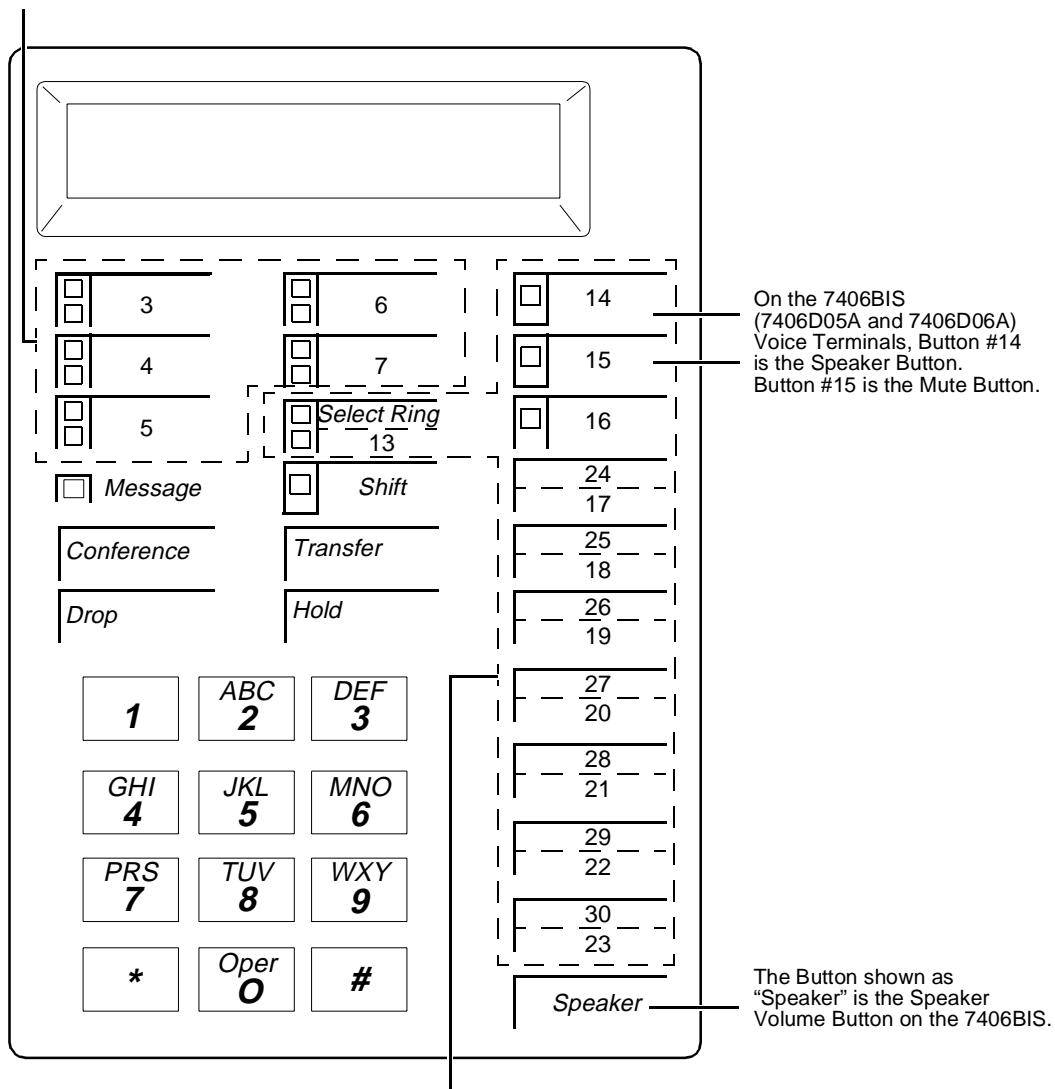 3
6
14
4
7
15
5
Select Ring
13
16
On the 7406BIS
(7406D05A and 7406D06A)
Voice Terminals, Button #14
is the Speaker Button.
Button #15 is the Mute Button.
Message
Shift
24
17
Conference
Transfer
25
18
Drop
Hold
26
19
27
20
28
21
29
22
30
23
1
ABC
2
DEF
3
GHI
4
JKL
5
MNO
6
PRS
7
TUV
8
WXY
9
*
Oper
O
#
Speaker
The Button shown as
“Speaker” is the Speaker
Volume Button on the 7406BIS.